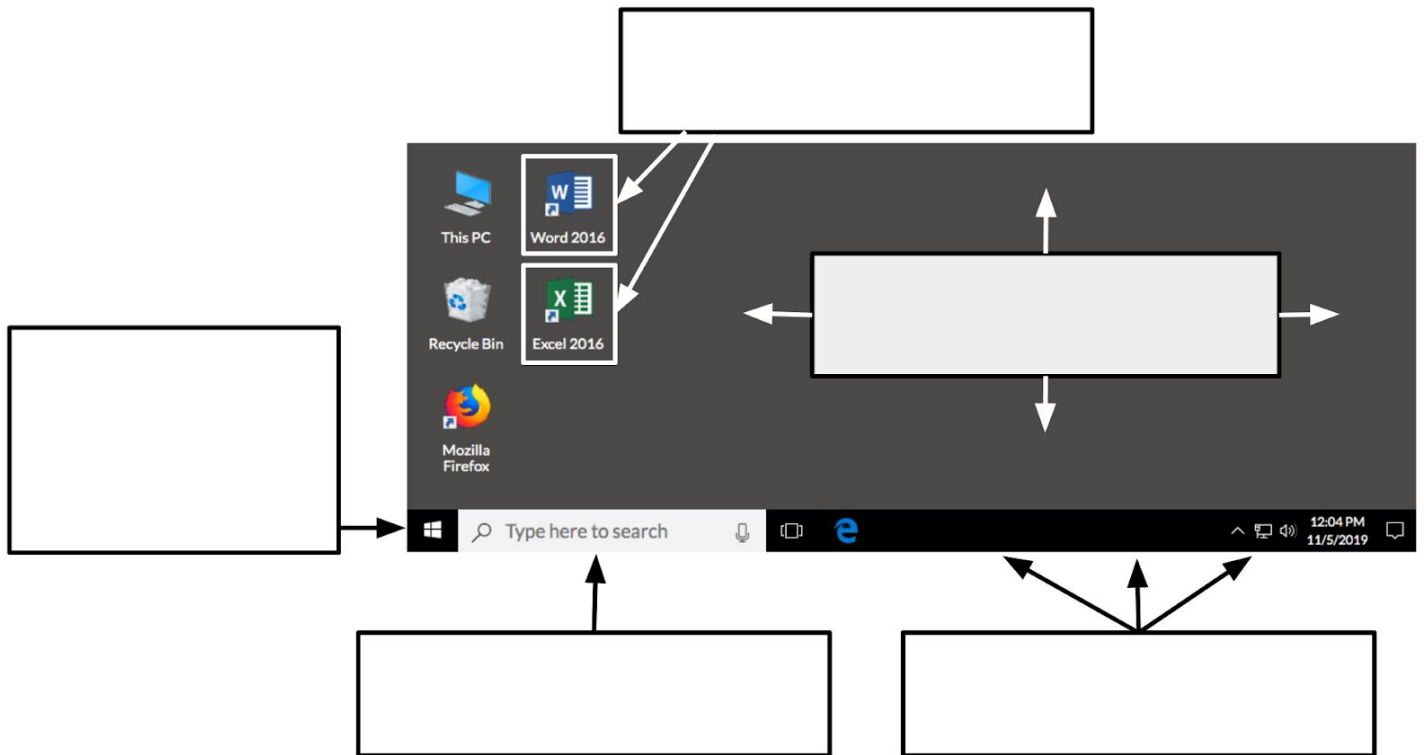 This PC
Word 2016
Recycle Bin
Excel 2016
Mozilla
Firefox
Type here to search
12:04 PM
11/5/2019